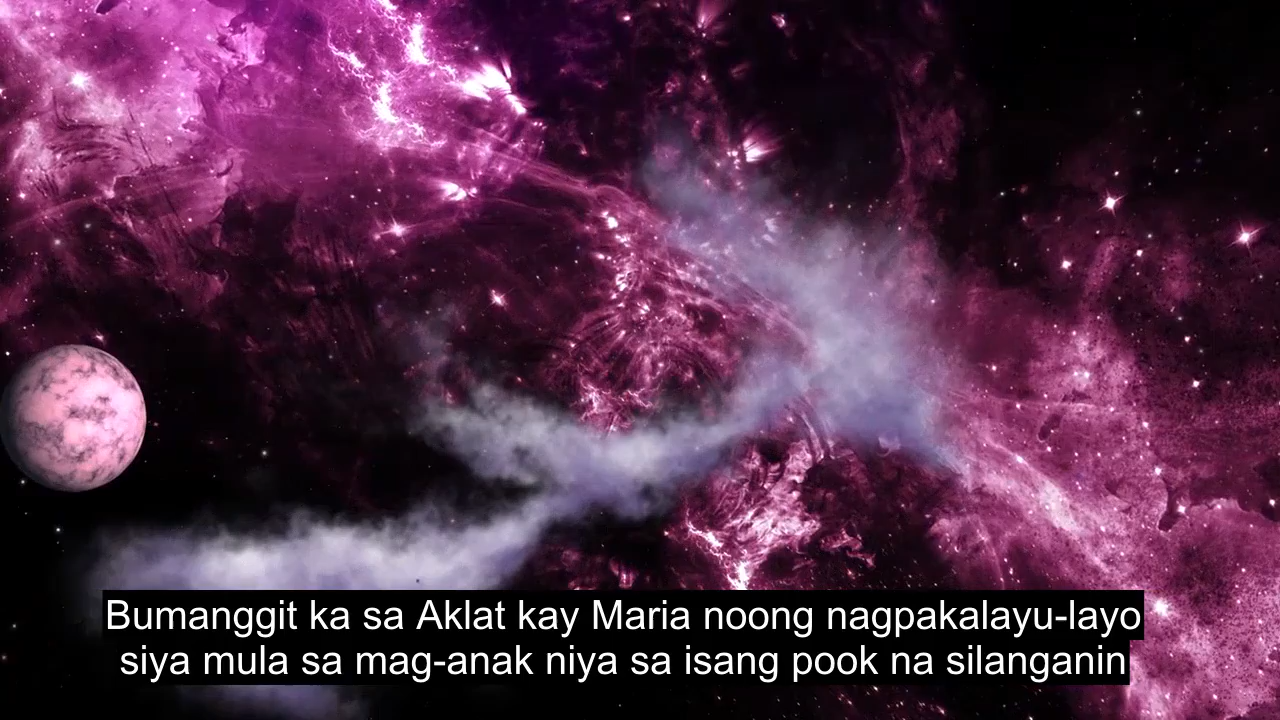 Bumanggit ka sa Aklat kay Maria noong nagpakalayu-layo
siya mula sa mag-anak niya sa isang pook na silanganin